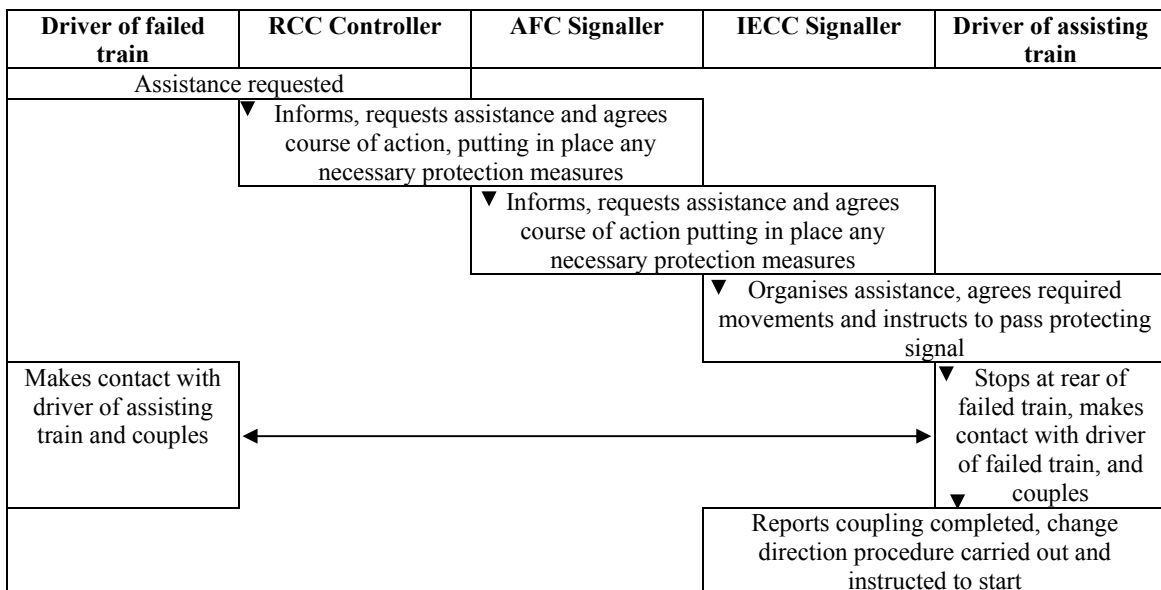 Driver of failed
train
RCC Controller
AFC Signaller
IECC Signaller
Driver of assisting
train
Assistance requested
Informs, requests assistance and agrees
course of action, putting in place any
necessary protection measures
Informs, requests assistance and agrees
course of action putting in place any
necessary protection measures
Organises assistance, agrees required
movements and instructs to pass protecting
signal
Makes contact with
driver of assisting
train and couples
Stops at rear of
failed train, makes
contact with driver
of failed train, and
couples
Reports coupling completed, change
direction procedure carried out and
instructed to start